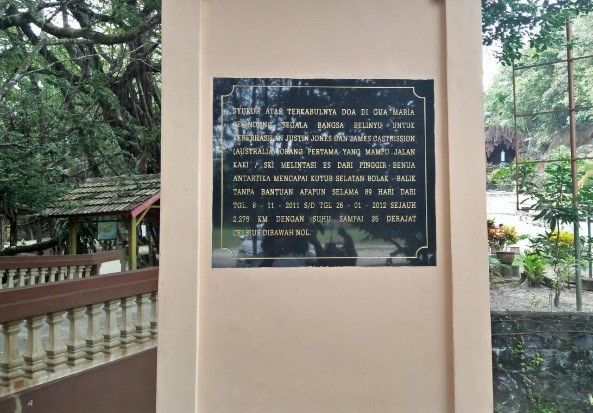 SYUKUR ATAS TERKABULNYA DOA DI GUA "MARIA
PELINDUNG SEGALA BANGSA BELINYU" UNTUK
KEBERHASILAN JUSTIN JONES DAN JAMES CASTRISSION
(AUSTRALIA) ORANG PERTAMA YANG MAMPU JALAN
KAKI / SKI MELINTASI ES DARI PINGGIR BENUA
ANTARTIKA MENCAPAI KUTUB SELATAN BOLAK - BALIK
TANPA BANTUAN APAPUN SELAMA 89 HARI DARI
TGL. - 11 - 2011 S/D TGL 26 - 01 - 2012 SEJAUH
2.275 KM DENGAN SUHU SAMPAI 35 DERAJAT
CELSIUS DIBAWAH NOL.